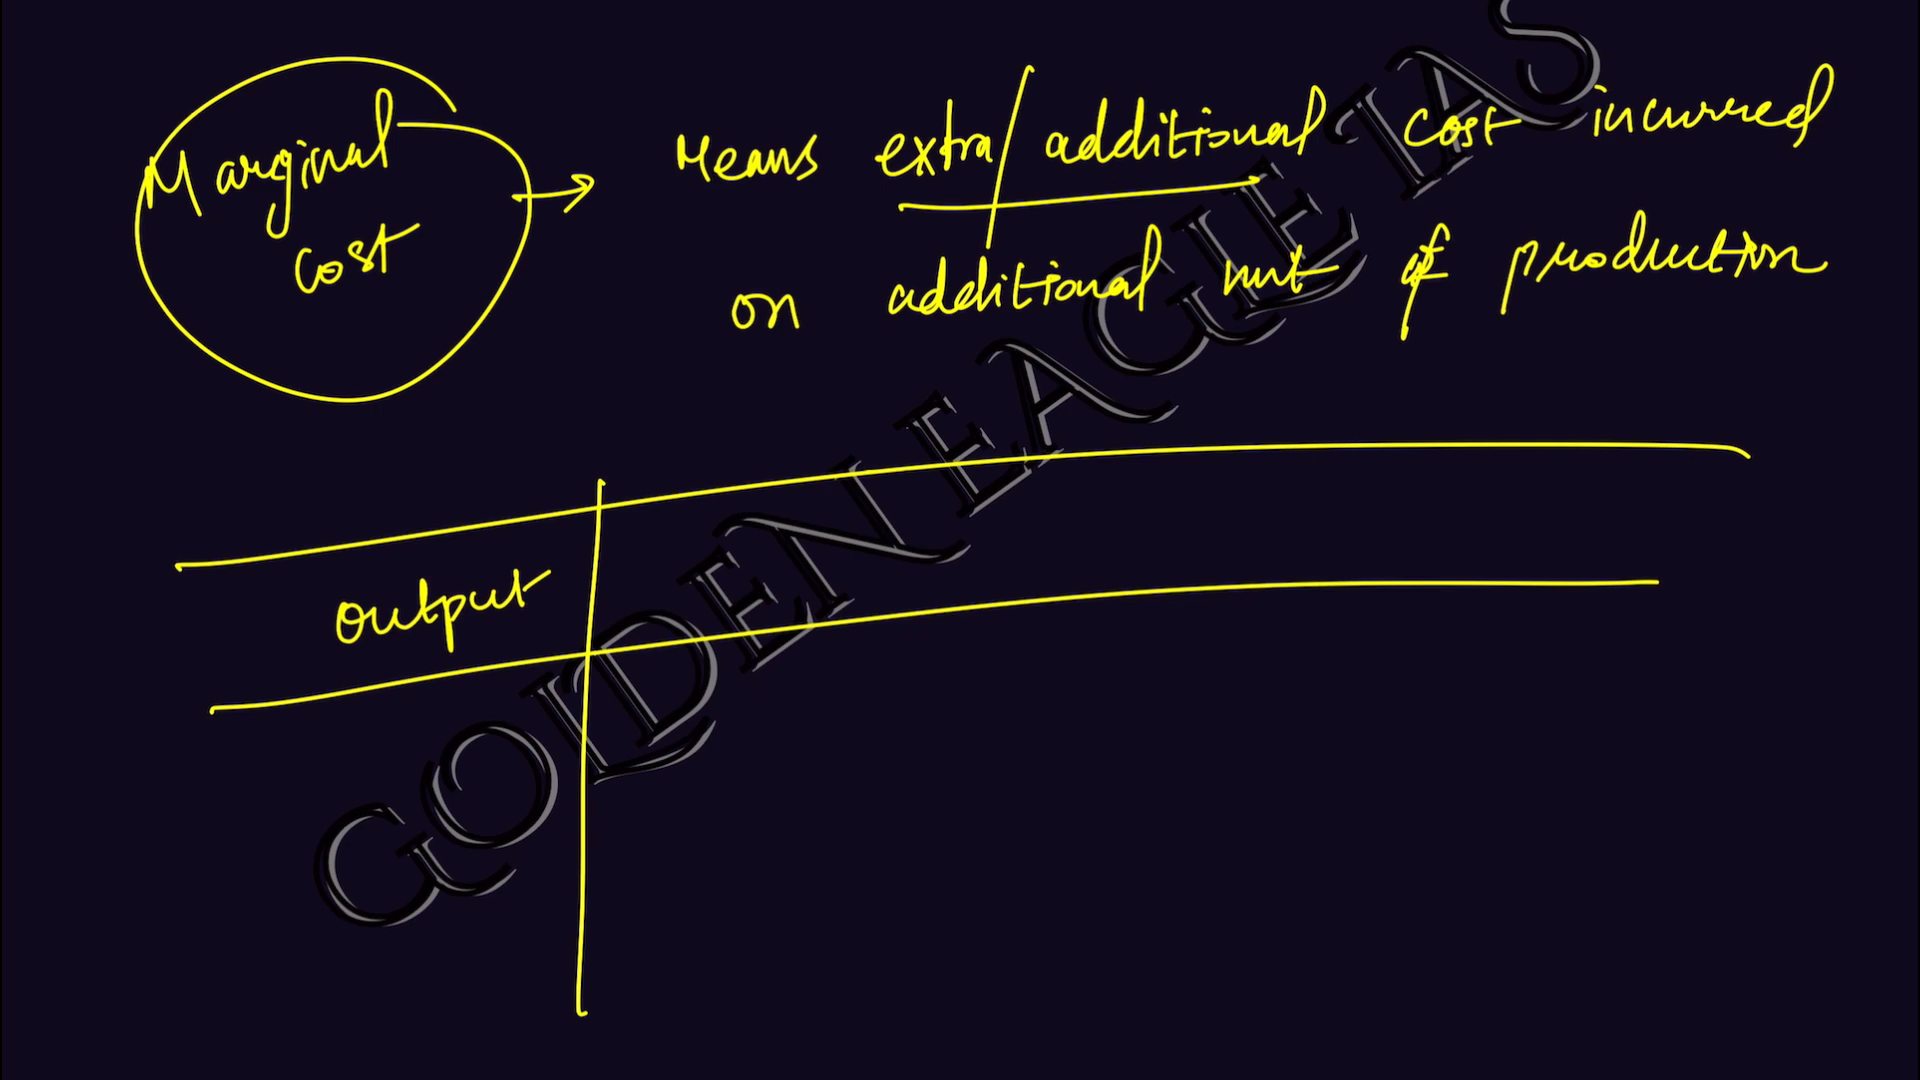 Marginal
cost
Means extra/additional cost incurred
on additional unit of production
output
GOLDEN EAGLE IAS